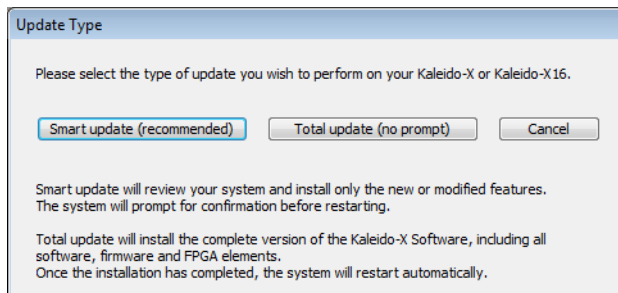 Update Type
Please select the type of update you wish to perform on your Kaleido-X or Kaleido-X16.
Smart update (recommended) Total update (no prompt) Cancel
Smart update will review your system and install only the new or modified features.
The system will prompt for confirmation before restarting.
Total update will install the complete version of the Kaleido-X Software, including all
software, firmware and FPGA elements.
Once the installation has completed, the system will restart automatically.